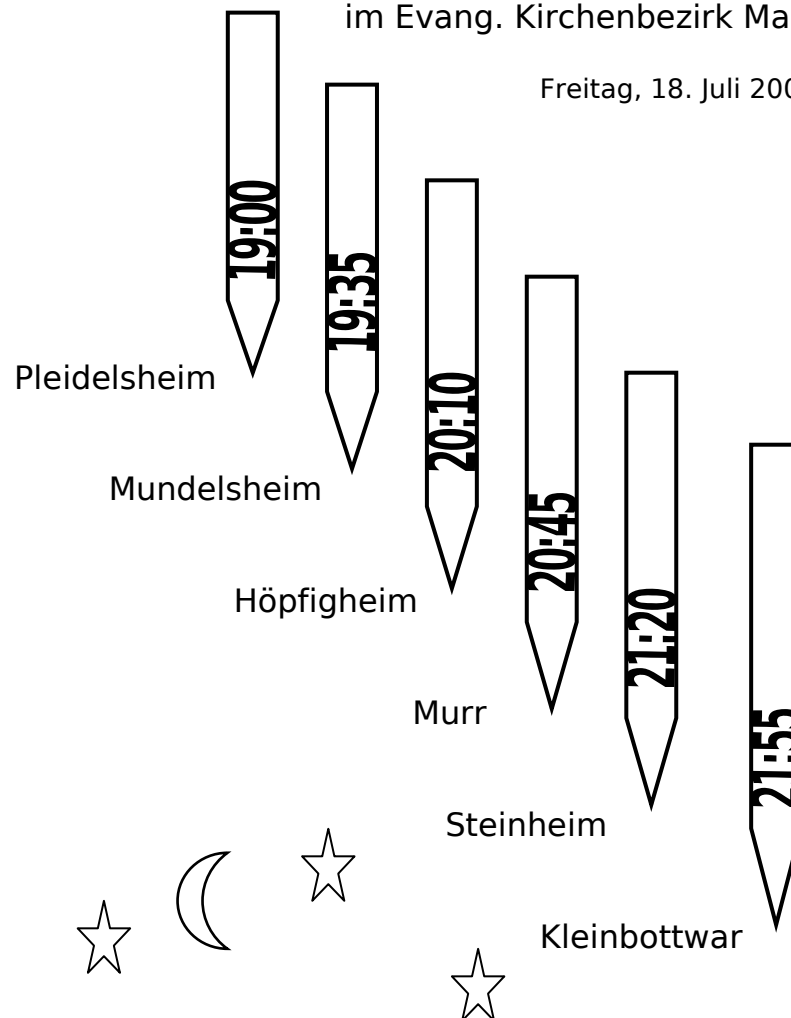 im Evang. Kirchenbezirk Ma
Freitag, 18. Juli 200
19:00
19:35
20:10
20:45
21:20
21:55
Pleidelsheim
Mundelsheim
Höpfigheim
Murr
Steinheim
Kleinbottwar